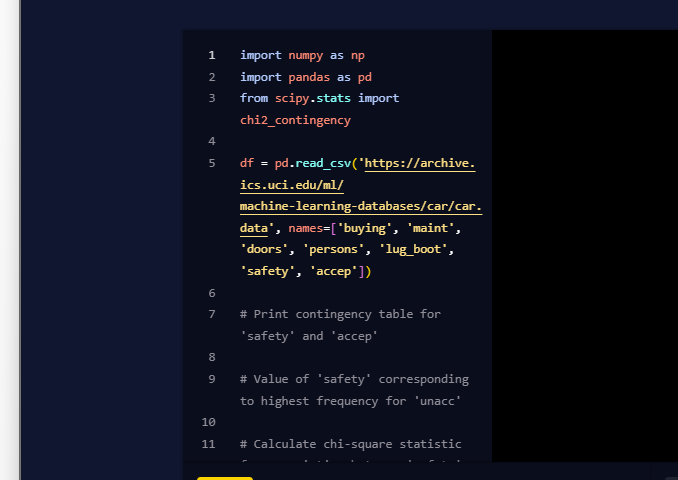 1 import numpy as np
2 import pandas as pd
3 from scipy.stats import
chi2_contingency
4
5 df = pd.read_csv('https://archive.
ics.uci.edu/ml/
machine-learning-databases/car/car.
data', names=['buying', 'maint',
'doors', 'persons', 'lug_boot',
'safety', 'accep'])
6
7 # Print contingency table for
'safety' and 'accep'
8
9 # Value of 'safety' corresponding
to highest frequency for 'unacc'
10
11 # Calculate chi-square statistic